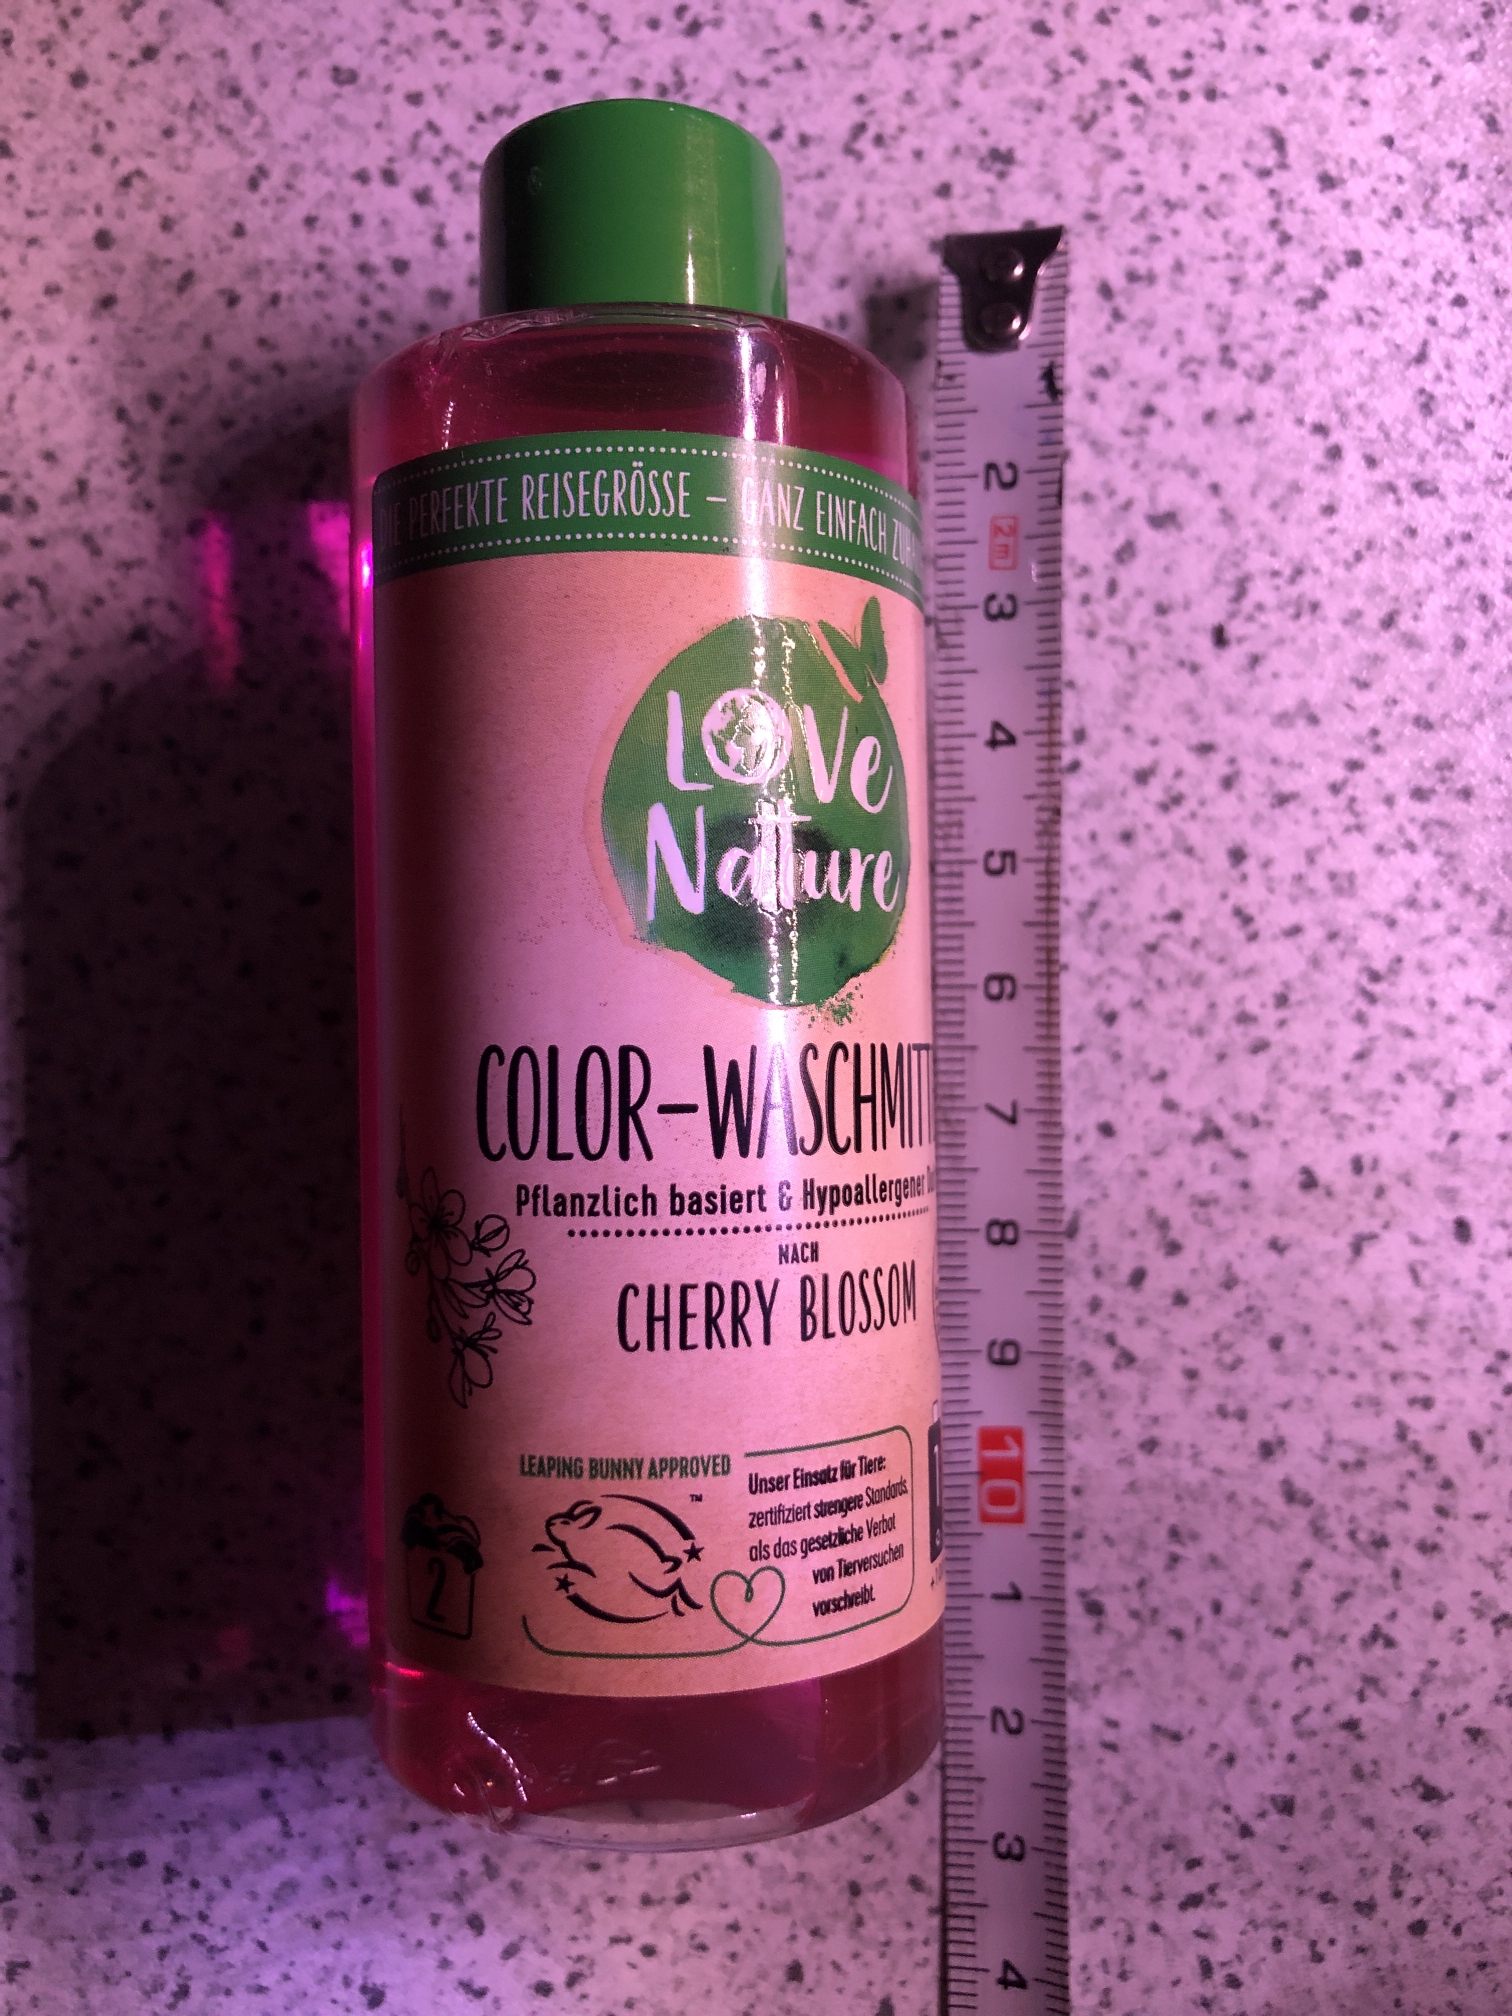 DIE PERFEKTE REISEGRÖSSE – GANZ EINFACH
LOVe
Nature
COLOR-WASCHMITT
Pflanzlich basiert & Hypoallergener
NACH
CHERRY BLOSSOM
LEAPING BUNNY APPROVED
TM
Unser Einsatz für Tiere:
zertifiziert strengere Standards,
als das gesetzliche Verbot
von Tierversuchen
vorschreibt.
2
1
2
2m
3
4
5
6
7
8
9
10
1
2
3
4